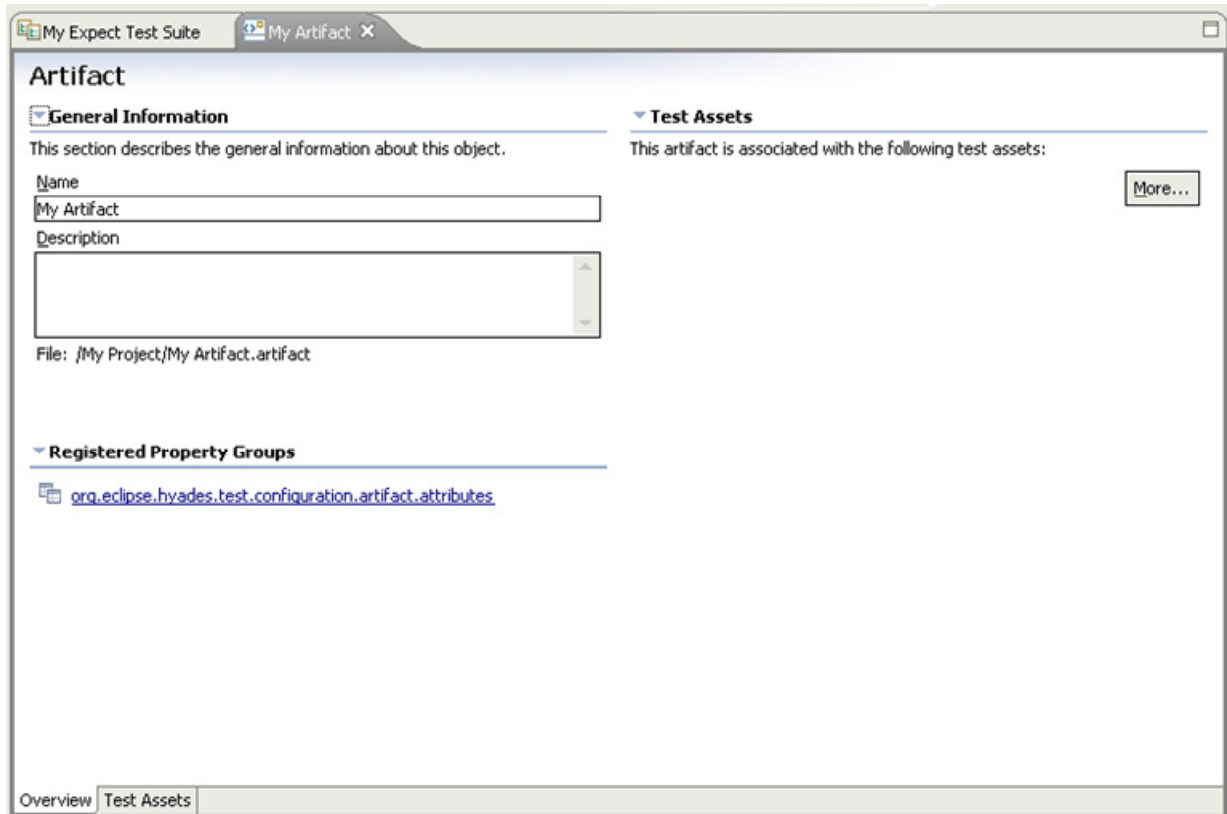 My Expect Test Suite
My Artifact
Artifact
General Information
This section describes the general information about this object.
Name
My Artifact
Description
File: /My Project/My Artifact.artifact
Registered Property Groups
org.eclipse.hyades.test.configuration.artifact.attributes
Test Assets
This artifact is associated with the following test assets:
More...
Overview
Test Assets